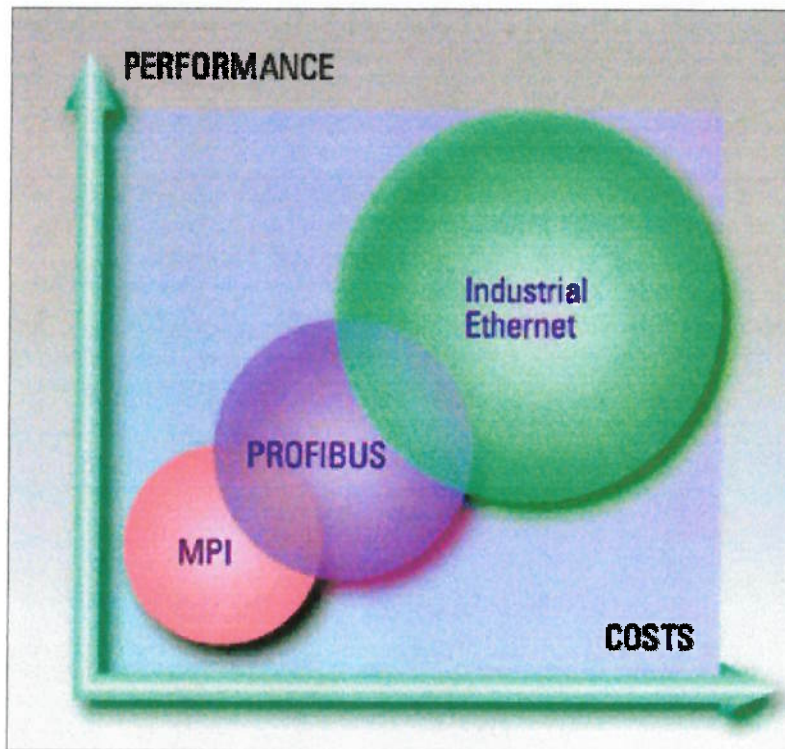 PERFORMANCE
Industrial
Ethernet
PROFIBUS
MPI
COSTS